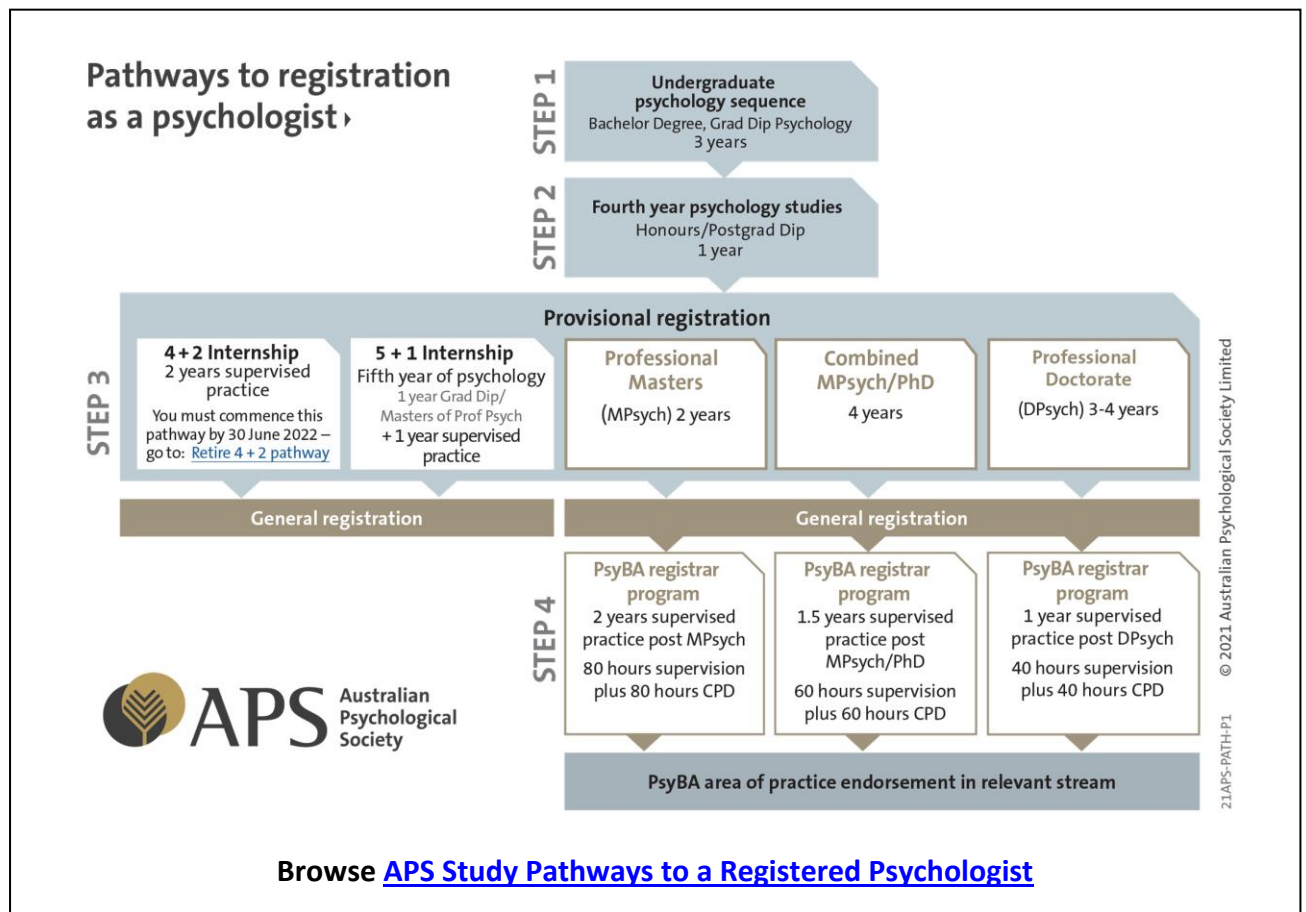 Pathways to registration
as a psychologist ›
STEP 1
Undergraduate
psychology sequence
Bachelor Degree, Grad Dip Psychology
3 years
STEP 2
Fourth year psychology studies
Honours/Postgrad Dip
1 year
STEP 3
Provisional registration
4 + 2 Internship
2 years supervised
practice
You must commence this
pathway by 30 June 2022 –
go to: Retire 4 + 2 pathway
5 + 1 Internship
Fifth year of psychology
1 year Grad Dip/
Masters of Prof Psych
+ 1 year supervised
practice
Professional
Masters
(MPsych) 2 years
Combined
MPsych/PhD
4 years
Professional
Doctorate
(DPsych) 3-4 years
General registration
General registration
STEP 4
PsyBA registrar
program
2 years supervised
practice post MPsych
80 hours supervision
plus 80 hours CPD
PsyBA registrar
program
1.5 years supervised
practice post
MPsych/PhD
60 hours supervision
plus 60 hours CPD
PsyBA registrar
program
1 year supervised
practice post DPsych
40 hours supervision
plus 40 hours CPD
PsyBA area of practice endorsement in relevant stream
APS Australian
Psychological
Society
21APS-PATH-P1 © 2021 Australian Psychological Society Limited
Browse APS Study Pathways to a Registered Psychologist